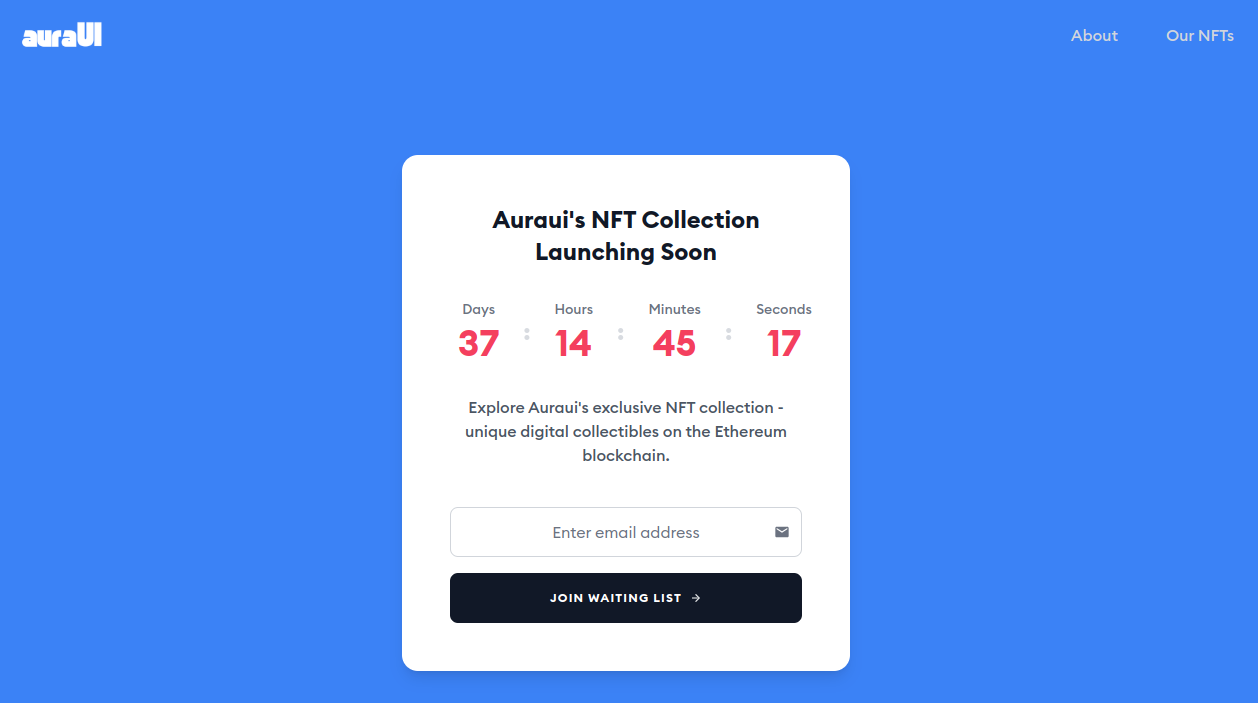 auraUI
About
Our NFTs
Auraui's NFT Collection
Launching Soon
Days
Hours
Minutes
Seconds
37 : 14 : 45 : 17
Explore Auraui's exclusive NFT collection -
unique digital collectibles on the Ethereum
blockchain.
Enter email address
JOIN WAITING LIST →